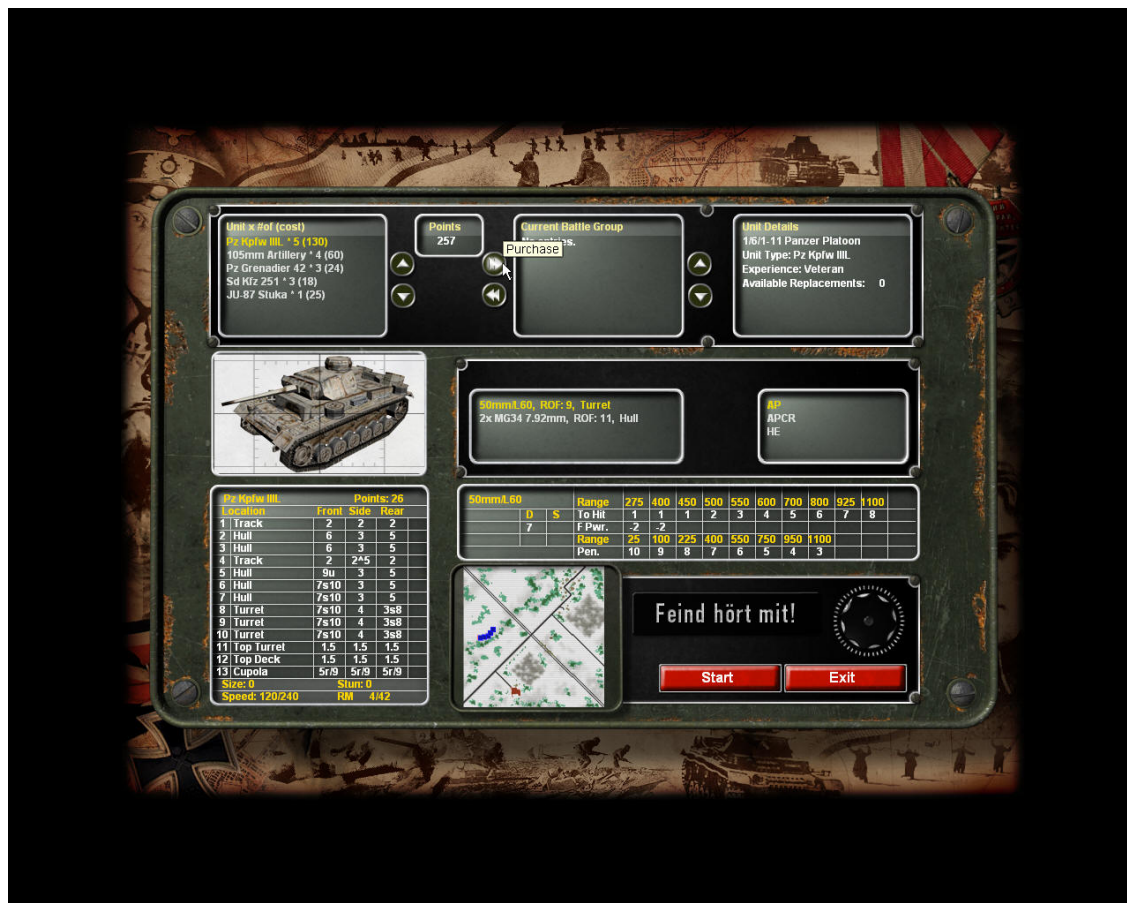 Unit x #of (cost)
Pz Kpfw IIIL * 5 (130)
105mm Artillery * 4 (60)
Pz Grenadier 42 * 3 (24)
Sd Kfz 251 * 3 (18)
JU-87 Stuka * 1 (25)
Points
257
Purchase
Current Battle Group
No entries.
Unit Details
1/6/1-11 Panzer Platoon
Unit Type: Pz Kpfw IIIL
Experience: Veteran
Available Replacements: 0
50mm/L60, ROF: 9, Turret
2x MG34 7.92mm, ROF: 11, Hull
AP
APCR
HE
Pz Kpfw IIIL Points: 26
Location Front Side Rear
1 Track 2 2 2
2 Hull 6 3 5
3 Hull 6 3 5
4 Track 2 2^5 2
5 Hull 9u 3 5
6 Hull 7s10 3 5
7 Hull 7s10 3 5
8 Turret 7s10 4 3s8
9 Turret 7s10 4 3s8
10 Turret 7s10 4 3s8
11 Top Turret 1.5 1.5 1.5
12 Top Deck 1.5 1.5 1.5
13 Cupola 5r/9 5r/9 5r/9
Size: 0 Stun: 0
Speed: 120/240 RM 4/42
50mm/L60 Range 275 400 450 500 550 600 700 800 925 1100
D S To Hit 1 1 1 2 3 4 5 6 7 8
7 F Pwr. -2 -2
Range 25 100 225 400 550 750 950 1100
Pen. 10 9 8 7 6 5 4 3
Feind hört mit!
Start
Exit